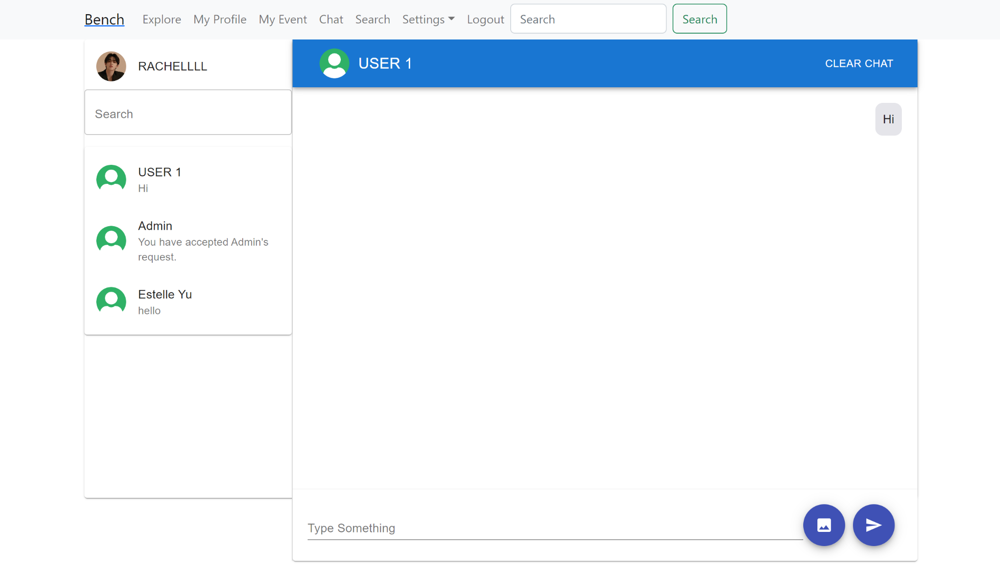 Bench Explore My Profile My Event Chat Search Settings Logout Search Search
RACHELLLL
Search
USER 1
Hi
Admin
You have accepted Admin's
request.
Estelle Yu
hello
USER 1 CLEAR CHAT
Hi
Type Something